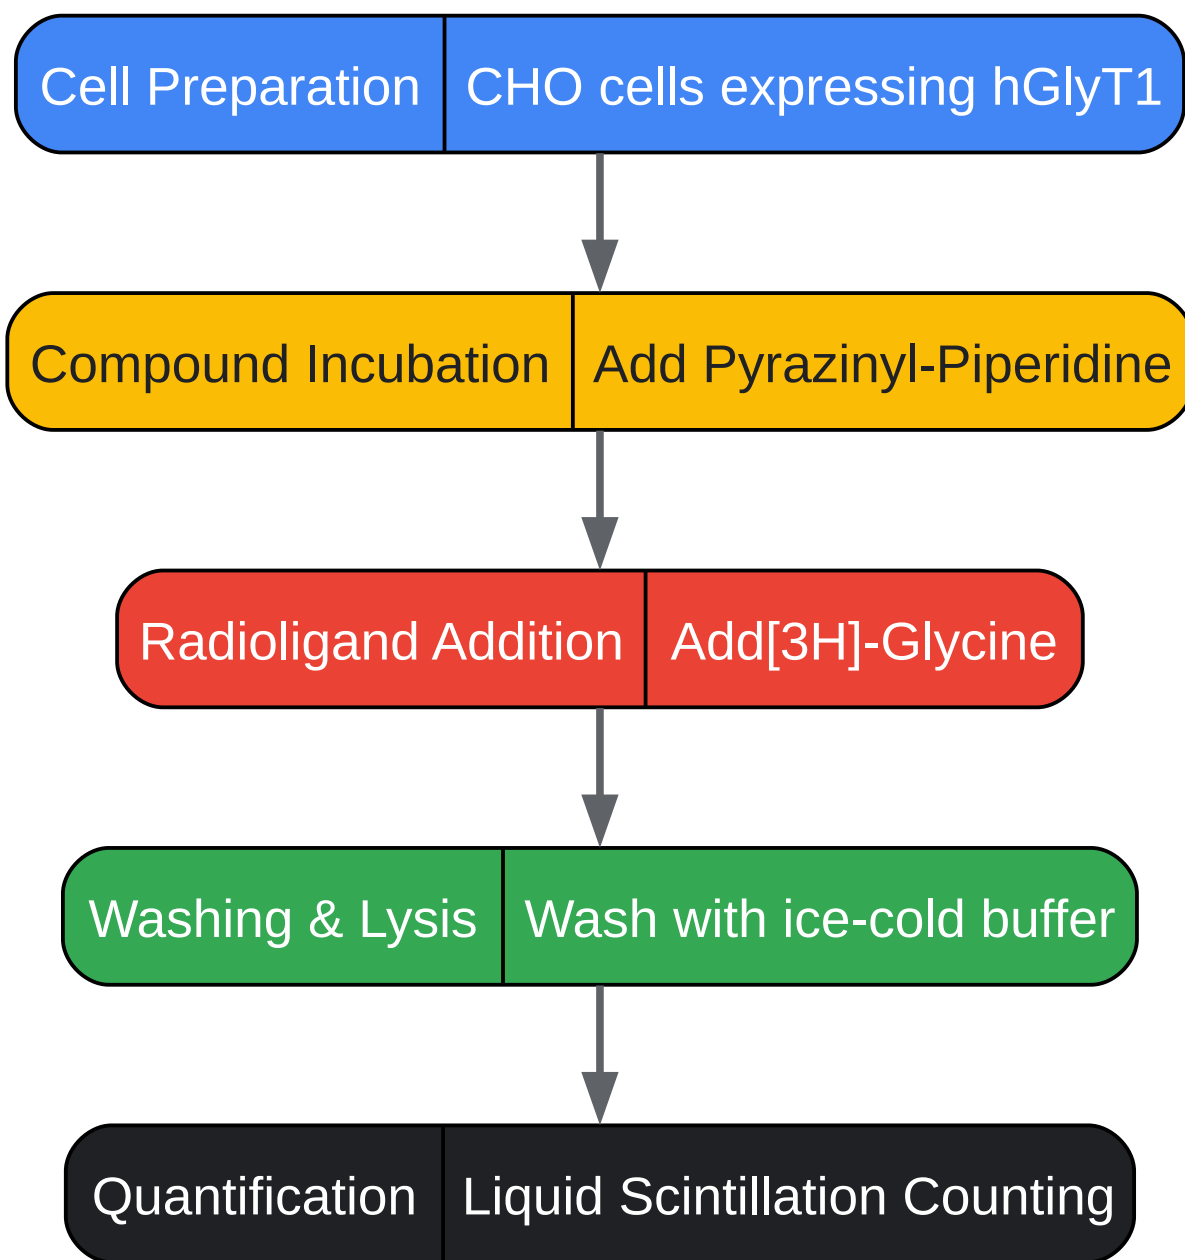 Cell Preparation CHO cells expressing hGlyT1
Compound Incubation Add Pyrazinyl-Piperidine
Radioligand Addition Add[3H]-Glycine
Washing & Lysis Wash with ice-cold buffer
Quantification Liquid Scintillation Counting